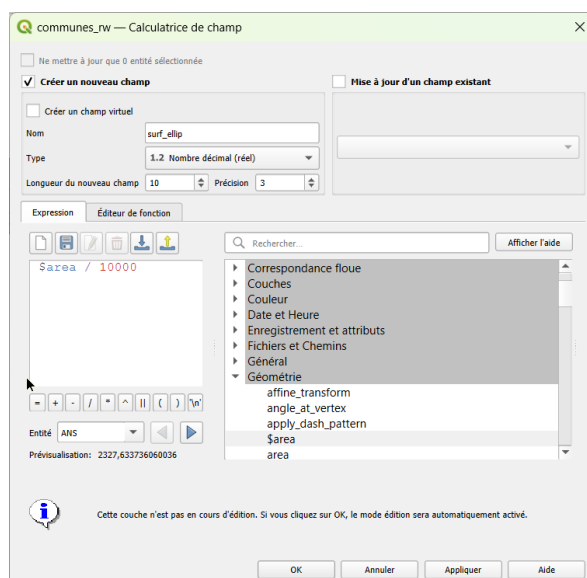 communes_rw — Calculatrice de champ
Ne mettre à jour que 0 entité sélectionnée
Créer un nouveau champ
Mise à jour d'un champ existant
Créer un champ virtuel
Nom surf_ellip
Type 1.2 Nombre décimal (réel)
Longueur du nouveau champ 10 Précision 3
Expression Éditeur de fonction
Rechercher... Afficher l'aide
$area / 10000
Correspondance floue
Couches
Couleur
Date et Heure
Enregistrement et attributs
Fichiers et Chemins
Général
Géométrie
affine_transform
angle_at_vertex
apply_dash_pattern
$area
area
= + - / * ^ || ( ) '\n'
Entité ANS
Prévisualisation: 2327,633736060036
Cette couche n'est pas en cours d'édition. Si vous cliquez sur OK, le mode édition sera automatiquement activé.
OK Annuler Appliquer Aide